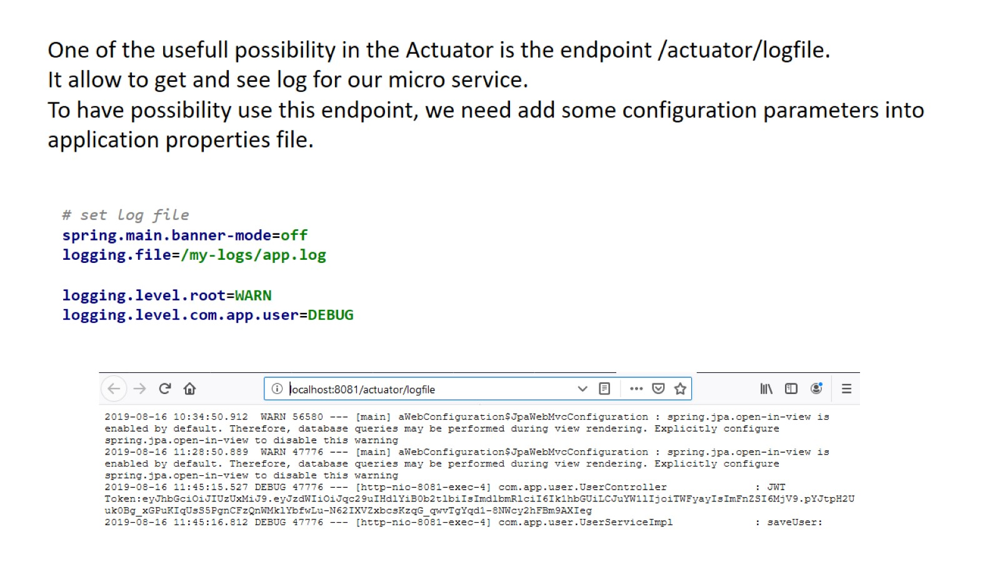 One of the usefull possibility in the Actuator is the endpoint /actuator/logfile.
It allow to get and see log for our micro service.
To have possibility use this endpoint, we need add some configuration parameters into
application properties file.
# set log file
spring.main.banner-mode=off
logging.file=/my-logs/app.log
logging.level.root=WARN
logging.level.com.app.user=DEBUG
localhost:8081/actuator/logfile
2019-08-16 10:34:50.912  WARN 56580 --- [main] aWebConfiguration$JpaWebMvcConfiguration : spring.jpa.open-in-view is
enabled by default. Therefore, database queries may be performed during view rendering. Explicitly configure
spring.jpa.open-in-view to disable this warning
2019-08-16 11:28:50.889  WARN 47776 --- [main] aWebConfiguration$JpaWebMvcConfiguration : spring.jpa.open-in-view is
enabled by default. Therefore, database queries may be performed during view rendering. Explicitly configure
spring.jpa.open-in-view to disable this warning
2019-08-16 11:45:15.527 DEBUG 47776 --- [http-nio-8081-exec-4] com.app.user.UserController : JWT
Token:eyJhbGciOiJIUzUxMiJ9.eyJzdWIiOiJqc29uIHdlYiB0b2tlbiIsImdlbmRlciI6Ik1hbGUiLCJuYW1lIjoiTWFyayIsImFnZSI6MjV9.pYJtpH2U
uk0Bg_xGPuKIqUsS5PgnCFzQnWMklYbfwLu-N62IXVZxbcsKzqG_qwvTgYqd1-8NWcy2hFBm9AXIeg
2019-08-16 11:45:16.812 DEBUG 47776 --- [http-nio-8081-exec-4] com.app.user.UserServiceImpl : saveUser: